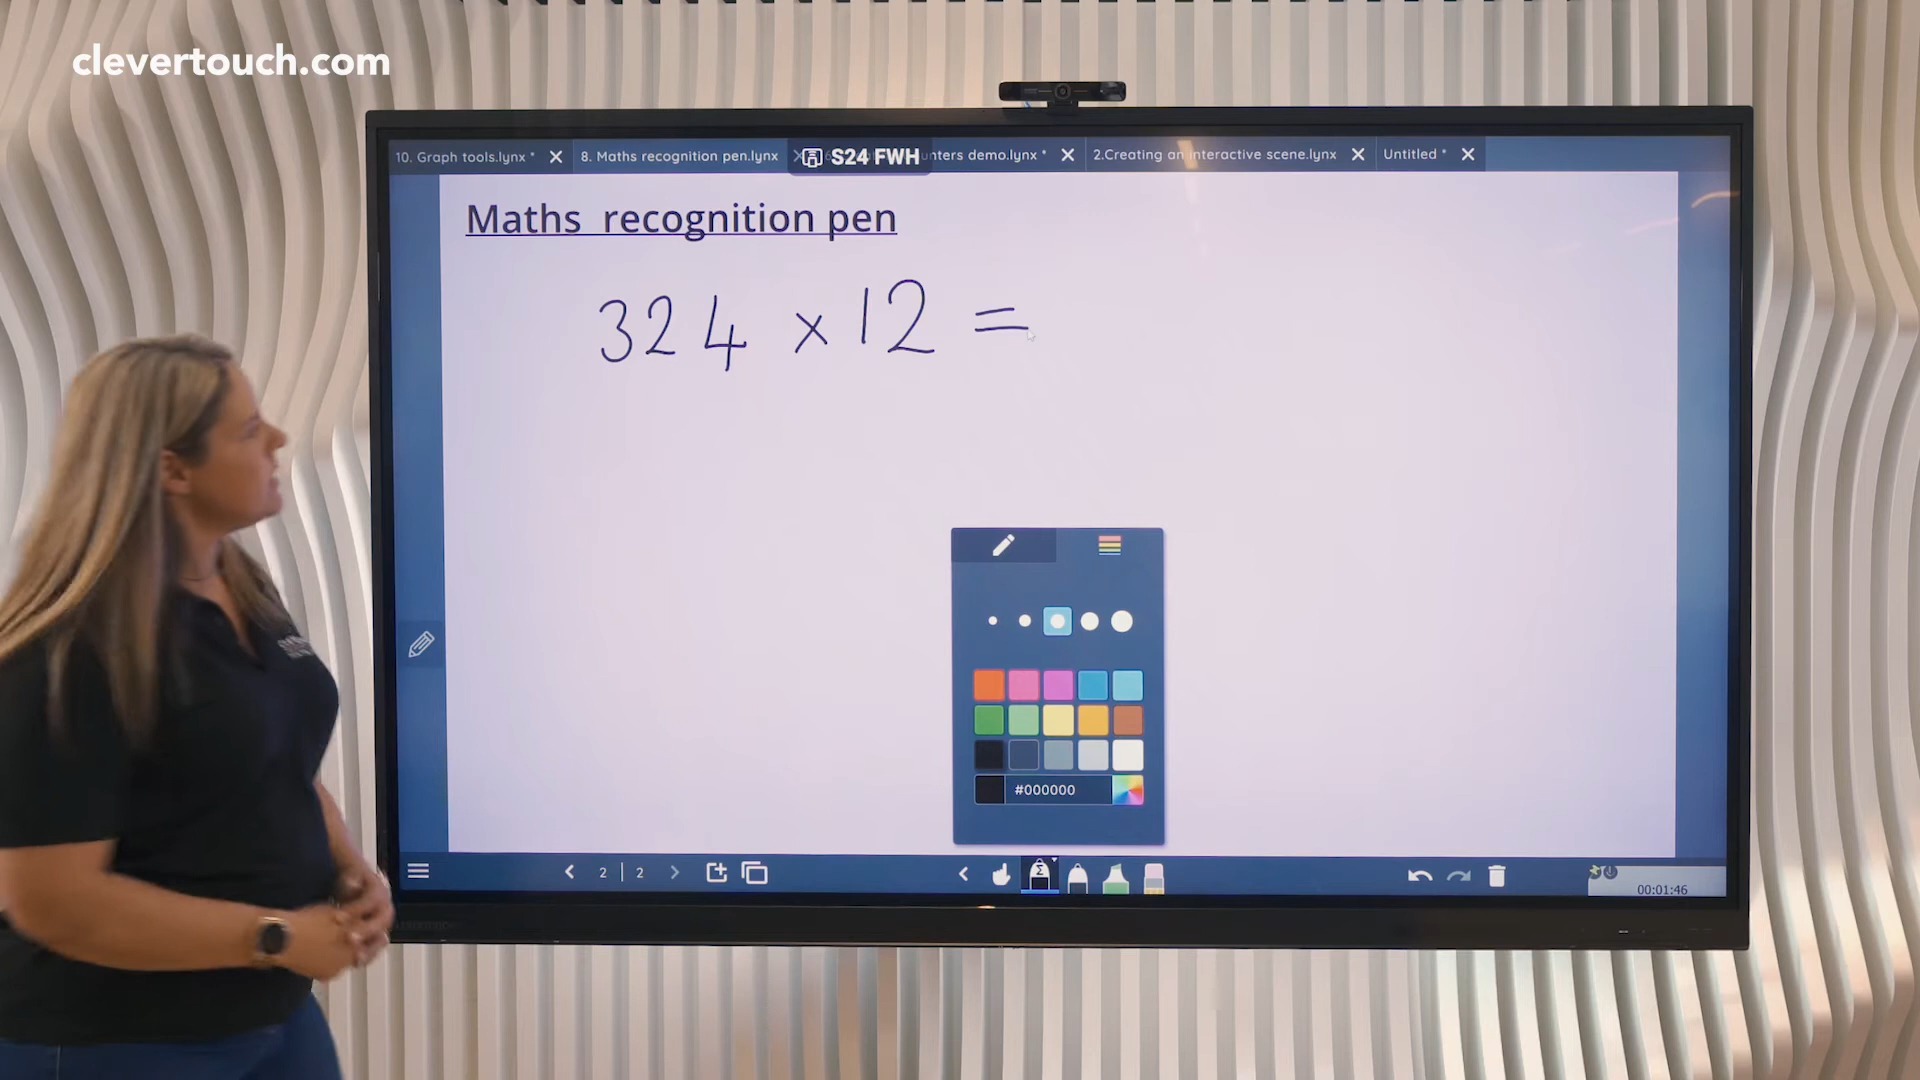 clevertouch.com
10. Graph tools.lynx * 8. Maths recognition pen.lynx S24 FWH demo.lynx * 2.Creating an interactive scene.lynx Untitled *
Maths recognition pen
324 × 12 =
#000000
2 | 2
00:01:46